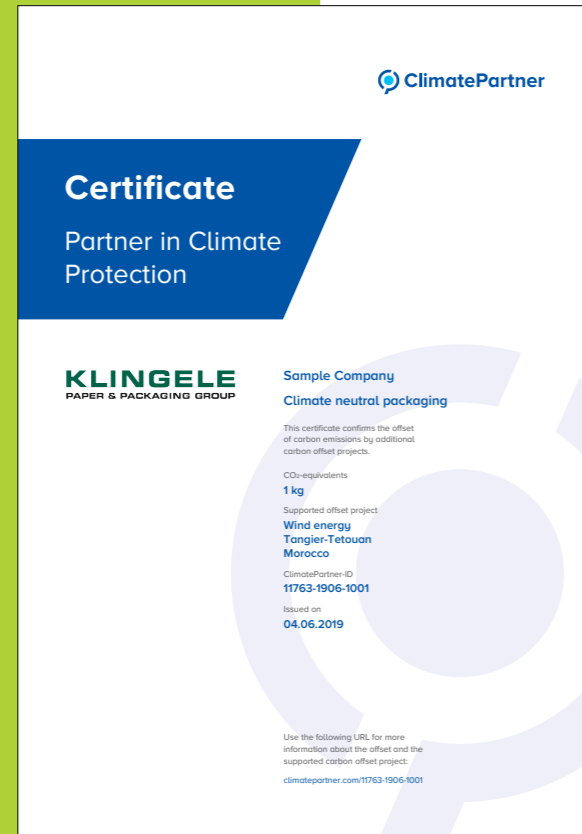 ClimatePartner
Certificate
Partner in Climate
Protection
KLINGELE
PAPER & PACKAGING GROUP
Sample Company
Climate neutral packaging
This certificate confirms the offset
of carbon emissions by additional
carbon offset projects.
CO₂-equivalents
1 kg
Supported offset project
Wind energy
Tangier-Tetouan
Morocco
ClimatePartner-ID
11763-1906-1001
Issued on
04.06.2019
Use the following URL for more
information about the offset and the
supported carbon offset project:
climatepartner.com/11763-1906-1001